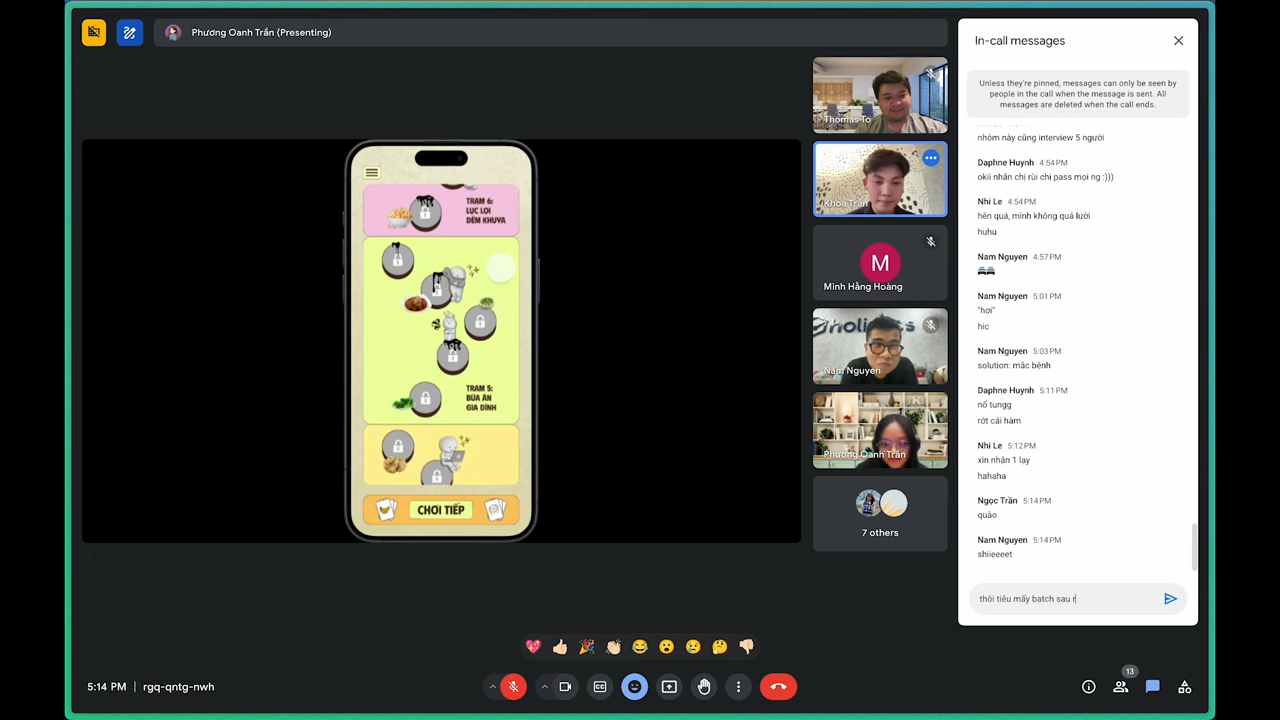 Phương Oanh Trần (Presenting)
TRẠM 6:
LỤC LỌI
ĐÊM KHUYA
TRẠM 5:
BỮA ĂN
GIA ĐÌNH
CHƠI TIẾP
Thomas To
Khoa Trần
M
Minh Hằng Hoàng
holistics
Nam Nguyen
Phương Oanh Trần
7 others
In-call messages
Unless they're pinned, messages can only be seen by
people in the call when the message is sent. All
messages are deleted when the call ends.
nhóm này cũng interview 5 người
Daphne Huynh 4:54 PM
okii nhân chị rùi chị pass mọi ng :)))
Nhi Le 4:54 PM
hên quá, mình không quá lười
huhu
Nam Nguyen 4:57 PM
Nam Nguyen 5:01 PM
"hơi"
hic
Nam Nguyen 5:03 PM
solution: mắc bệnh
Daphne Huynh 5:11 PM
nổ tungg
rớt cái hàm
Nhi Le 5:12 PM
xin nhận 1 lạy
hahaha
Ngọc Trần 5:14 PM
quào
Nam Nguyen 5:14 PM
shiieeeet
thôi tiêu mấy batch sau r
5:14 PM | rgq-qntg-nwh
13